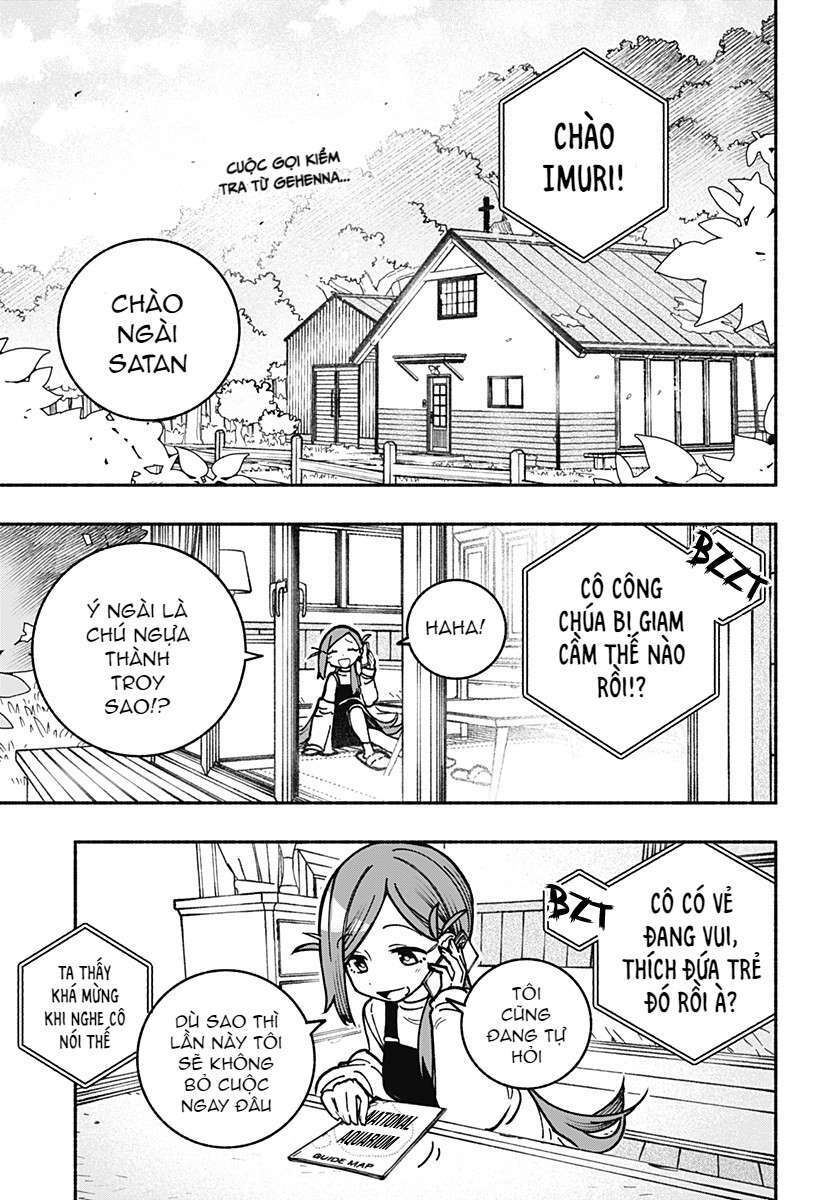 CHÀO
IMURI!
CUỘC GỌI KIỂM
TRA TỪ GEHENNA...
CHÀO
NGÀI
SATAN
BZZT
CÔ CÔNG
CHÚA BỊ GIAM
CẦM THẾ NÀO
RỒI!?
HAHA!
Ý NGÀI LÀ
CHÚ NGỰA
THÀNH
TROY
SAO!?
BZT
CÔ CÓ VẺ
ĐANG VUI,
THÍCH ĐỨA TRẺ
ĐÓ RỒI À?
TÔI
CŨNG
ĐANG TỰ
HỎI
DÙ SAO THÌ
LẦN NÀY TÔI
SẼ KHÔNG
BỎ CUỘC
NGAY ĐÂU
TA THẤY
KHÁ MỪNG
KHI NGHE CÔ
NÓI THẾ
NATIONAL
AQUARIUM
GUIDE MAP